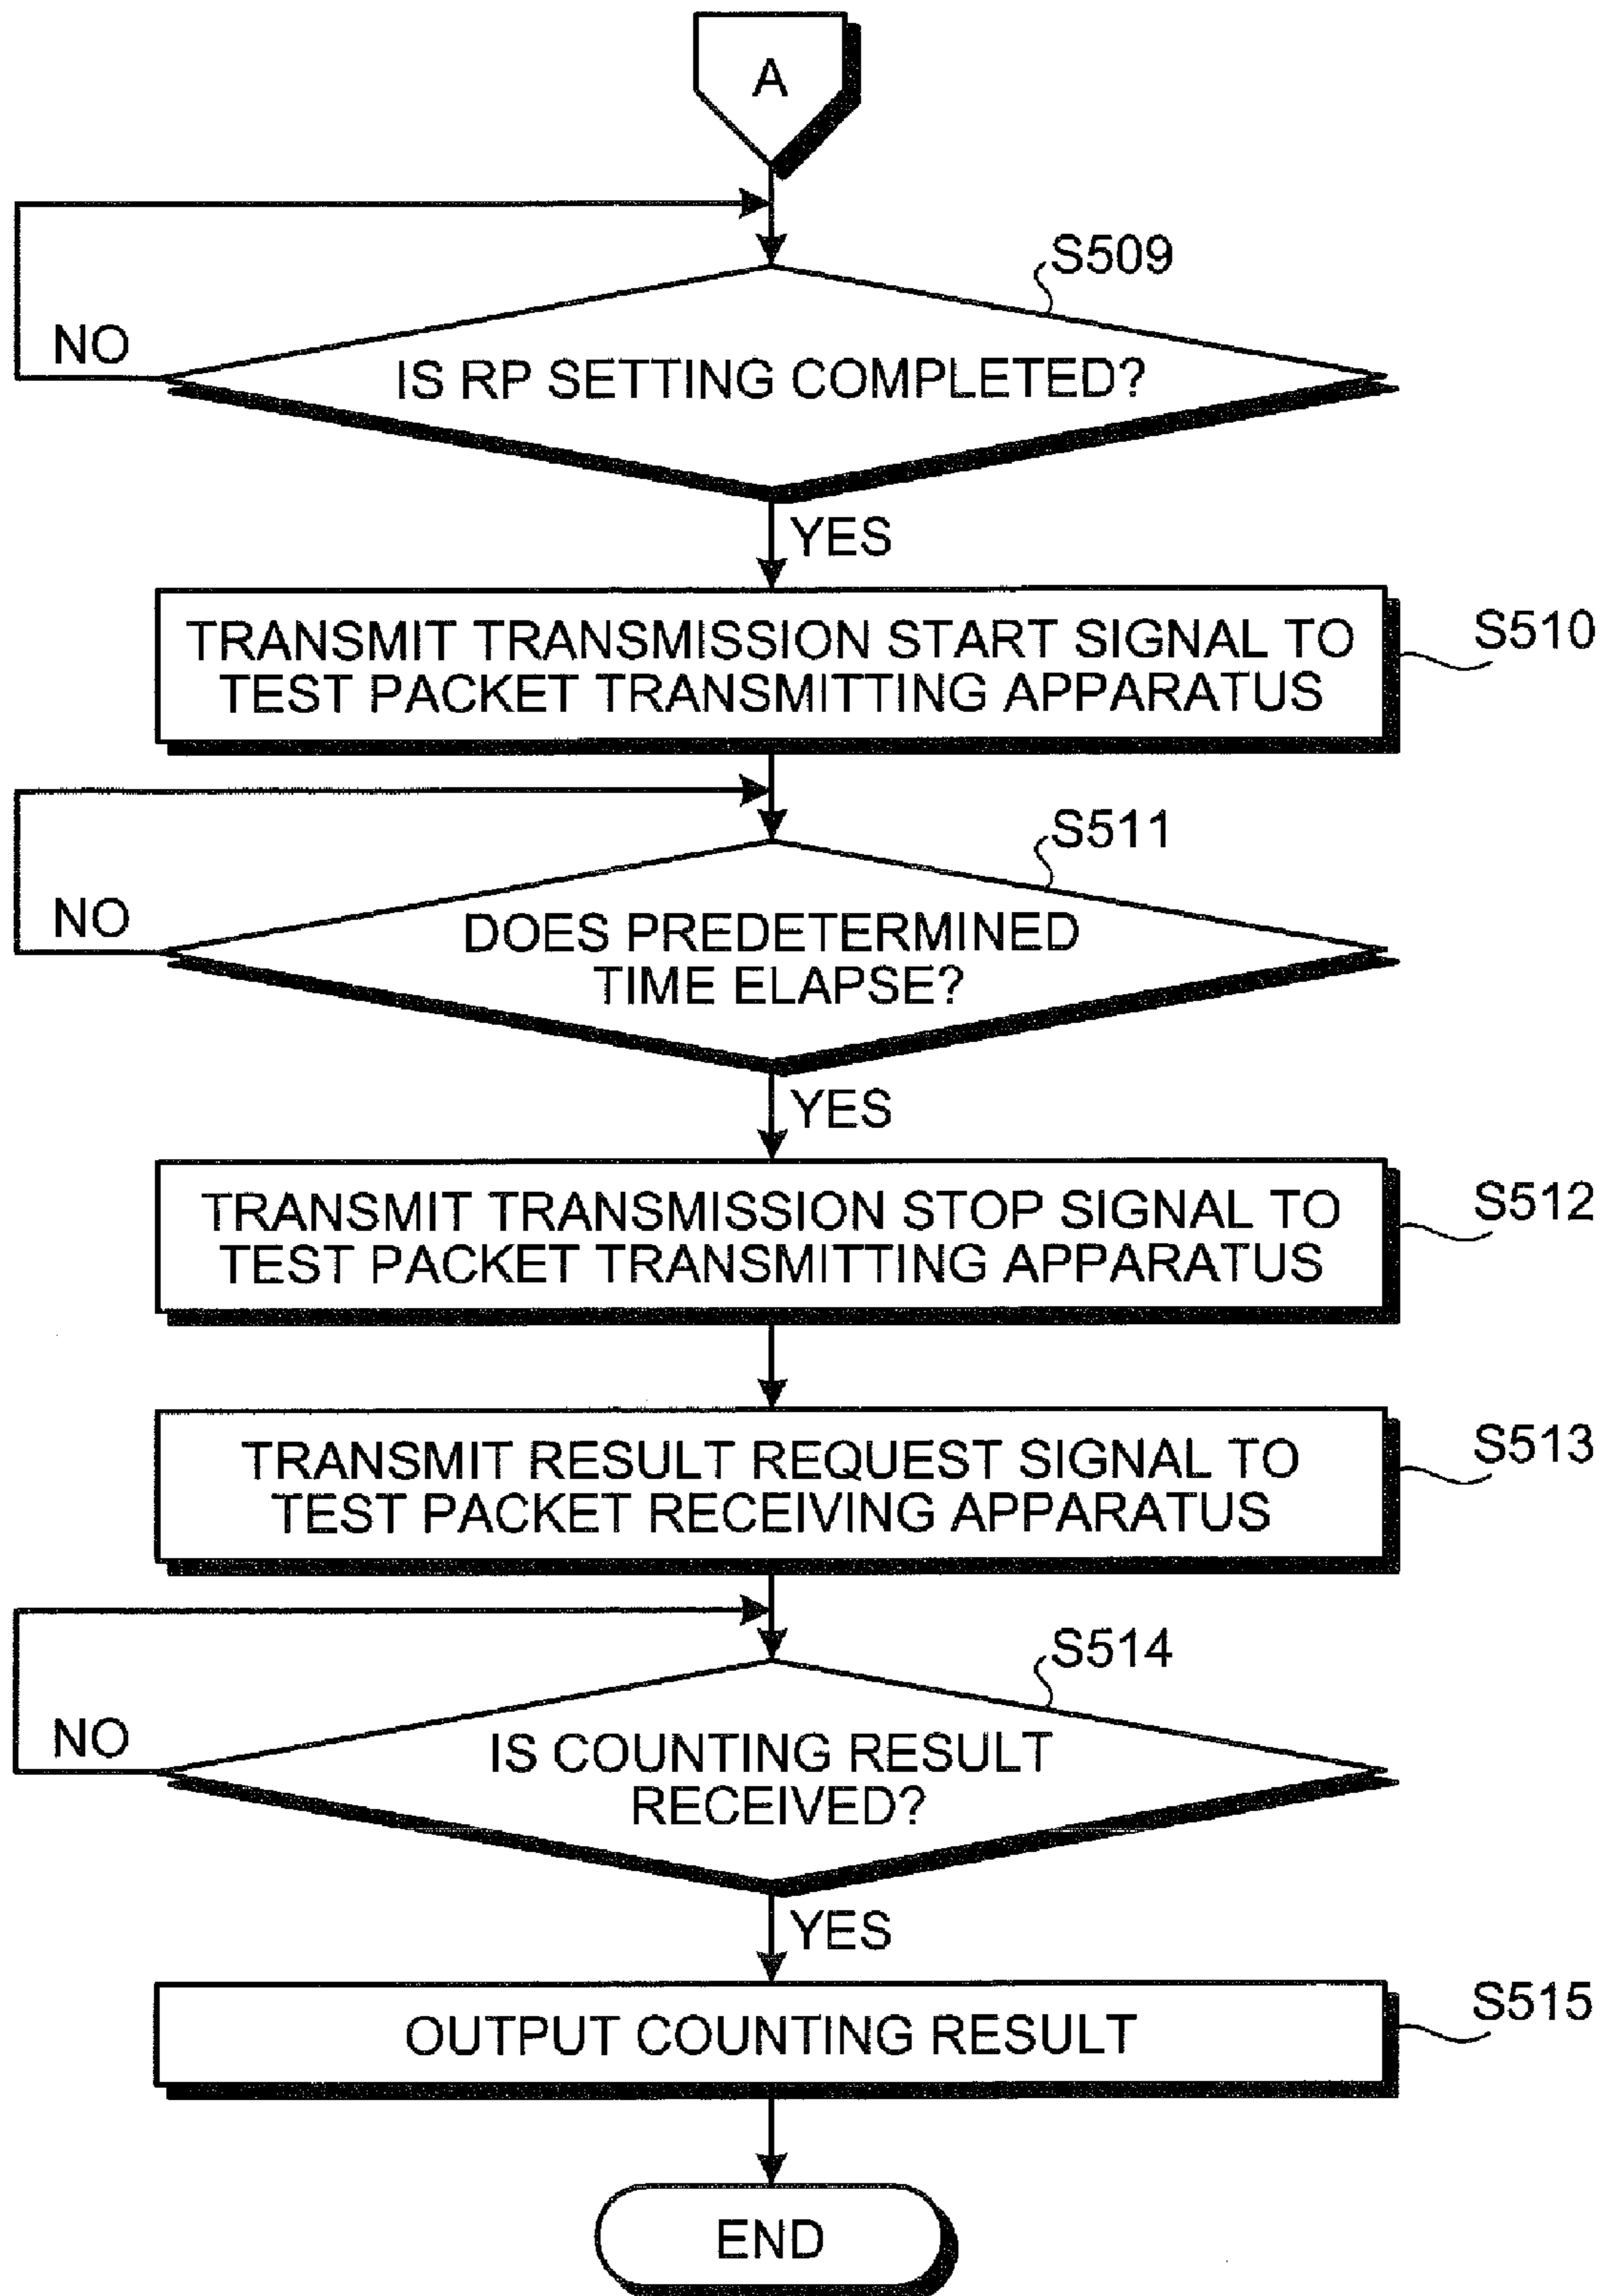 A
S509
NO
IS RP SETTING COMPLETED?
YES
TRANSMIT TRANSMISSION START SIGNAL TO
TEST PACKET TRANSMITTING APPARATUS
S510
S511
NO
DOES PREDETERMINED
TIME ELAPSE?
YES
TRANSMIT TRANSMISSION STOP SIGNAL TO
TEST PACKET TRANSMITTING APPARATUS
S512
TRANSMIT RESULT REQUEST SIGNAL TO
TEST PACKET RECEIVING APPARATUS
S513
S514
NO
IS COUNTING RESULT
RECEIVED?
YES
OUTPUT COUNTING RESULT
S515
END